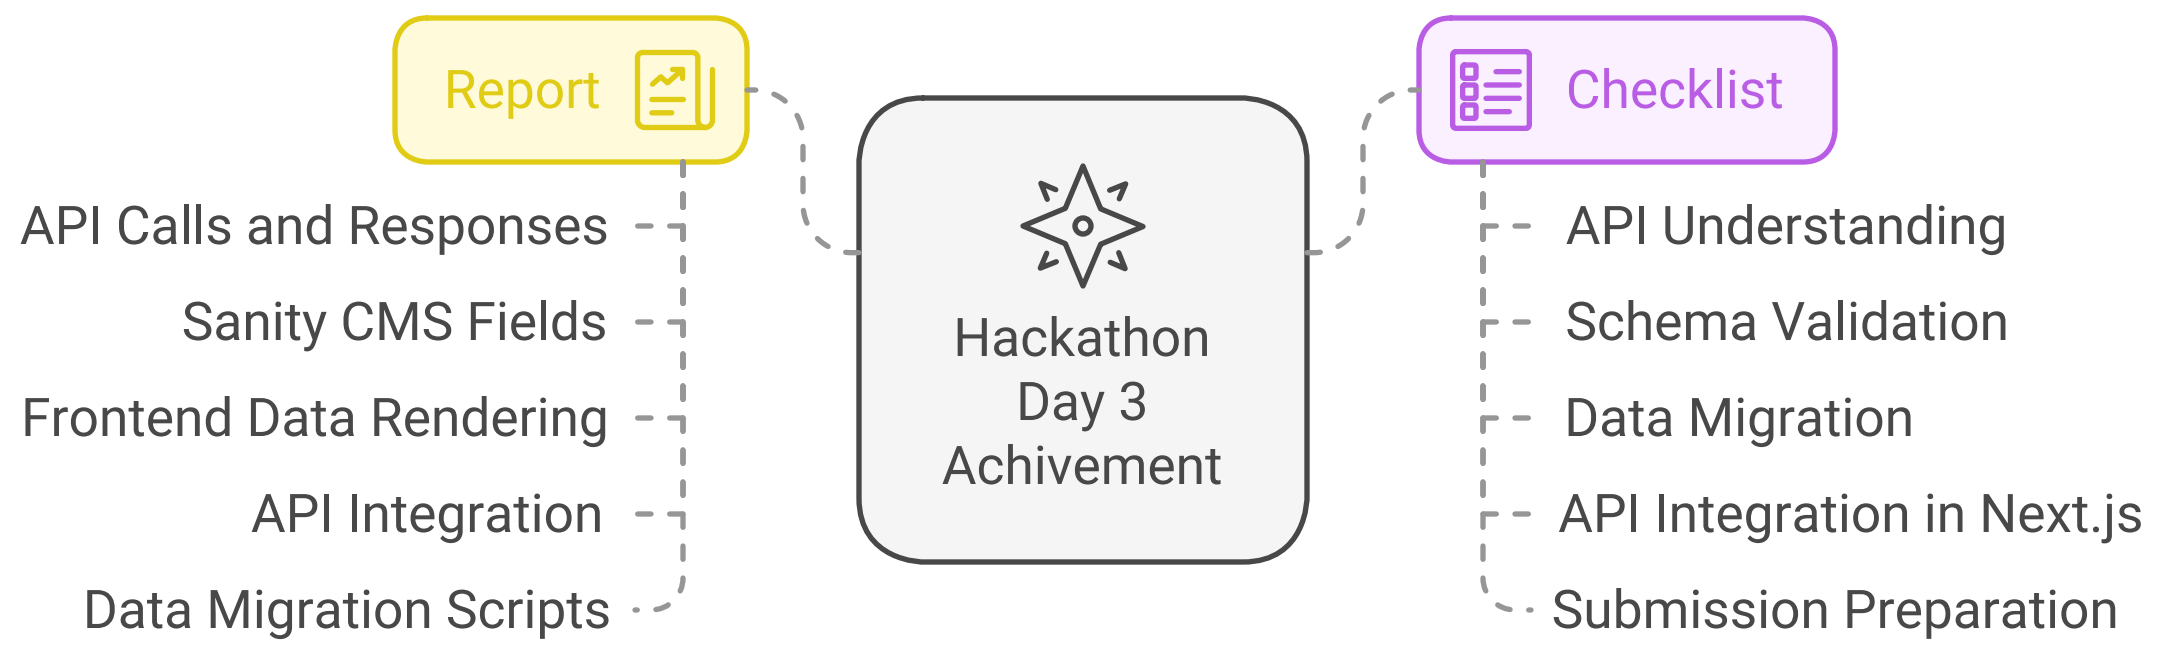 Report
API Calls and Responses
Sanity CMS Fields
Frontend Data Rendering
API Integration
Data Migration Scripts
Hackathon
Day 3
Achivement
Checklist
API Understanding
Schema Validation
Data Migration
API Integration in Next.js
Submission Preparation